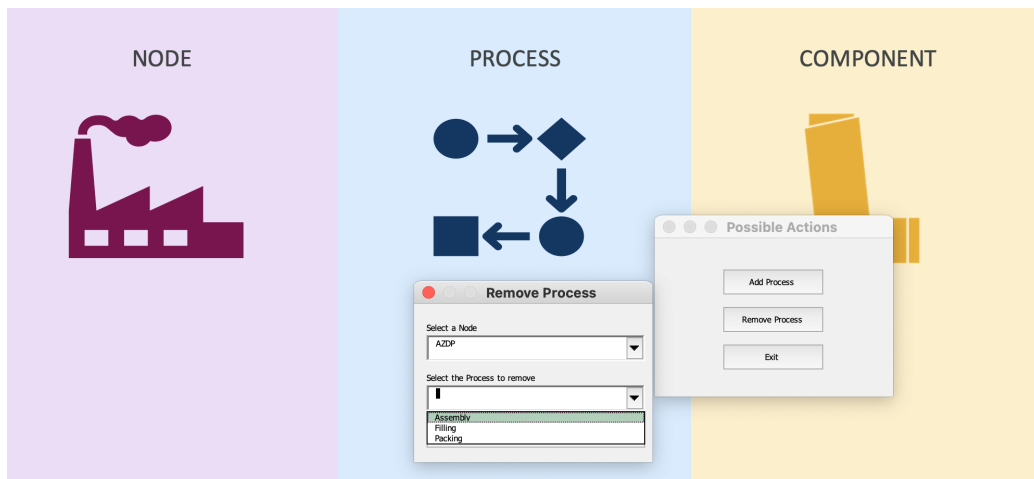 NODE
PROCESS
COMPONENT
Possible Actions
Add Process
Remove Process
Exit
Remove Process
Select a Node
AZDP
Select the Process to remove
Assembly
Filling
Packing